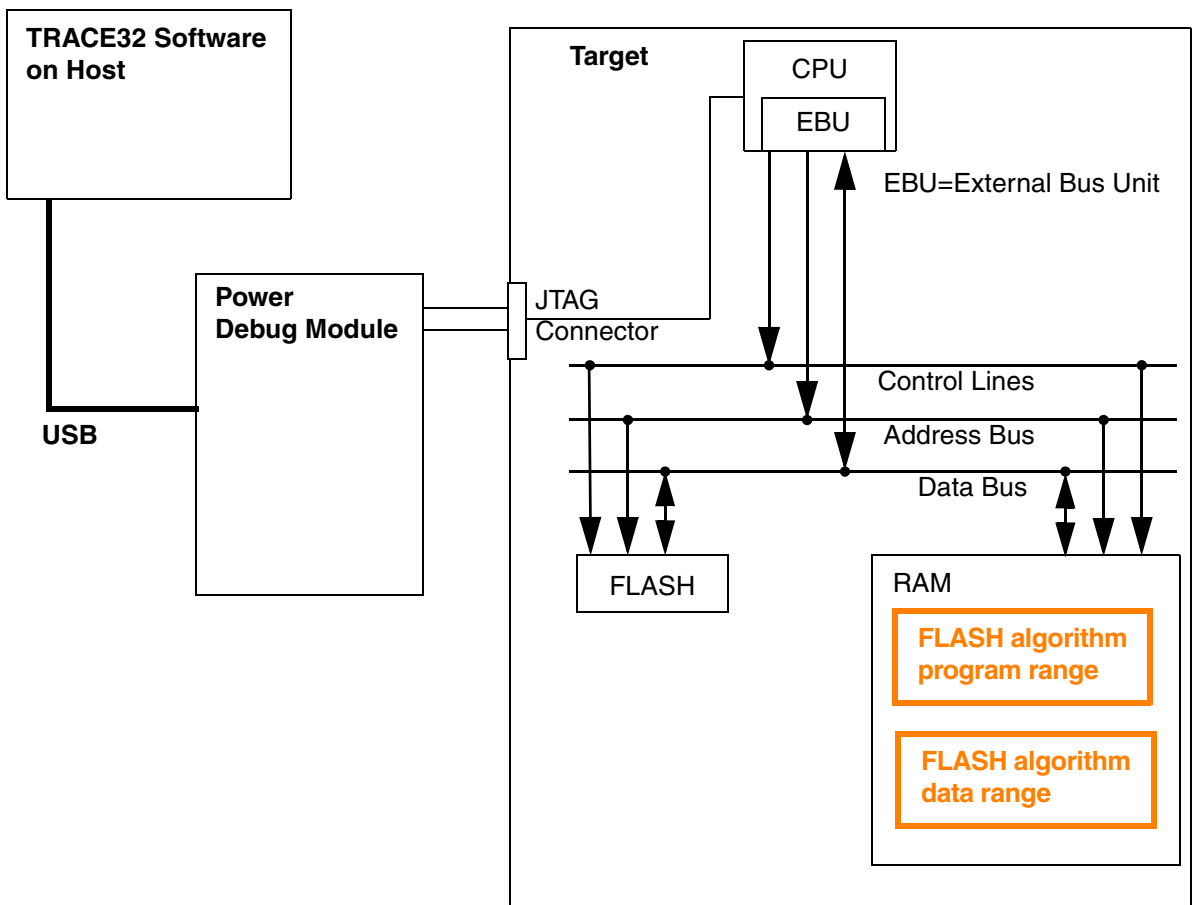 TRACE32 Software
on Host
Target
CPU
EBU
EBU=External Bus Unit
Power
Debug Module
JTAG
Connector
Control Lines
USB
Address Bus
Data Bus
FLASH
RAM
FLASH algorithm
program range
FLASH algorithm
data range